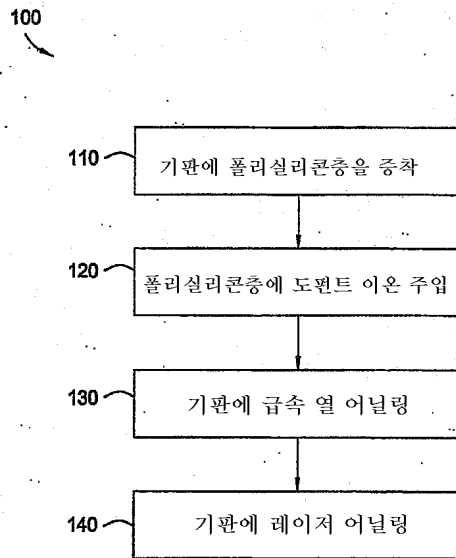 100
110
기판에 폴리실리콘층을 증착
120
폴리실리콘층에 도펀트 이온 주입
130
기판에 급속 열 어닐링
140
기판에 레이저 어닐링